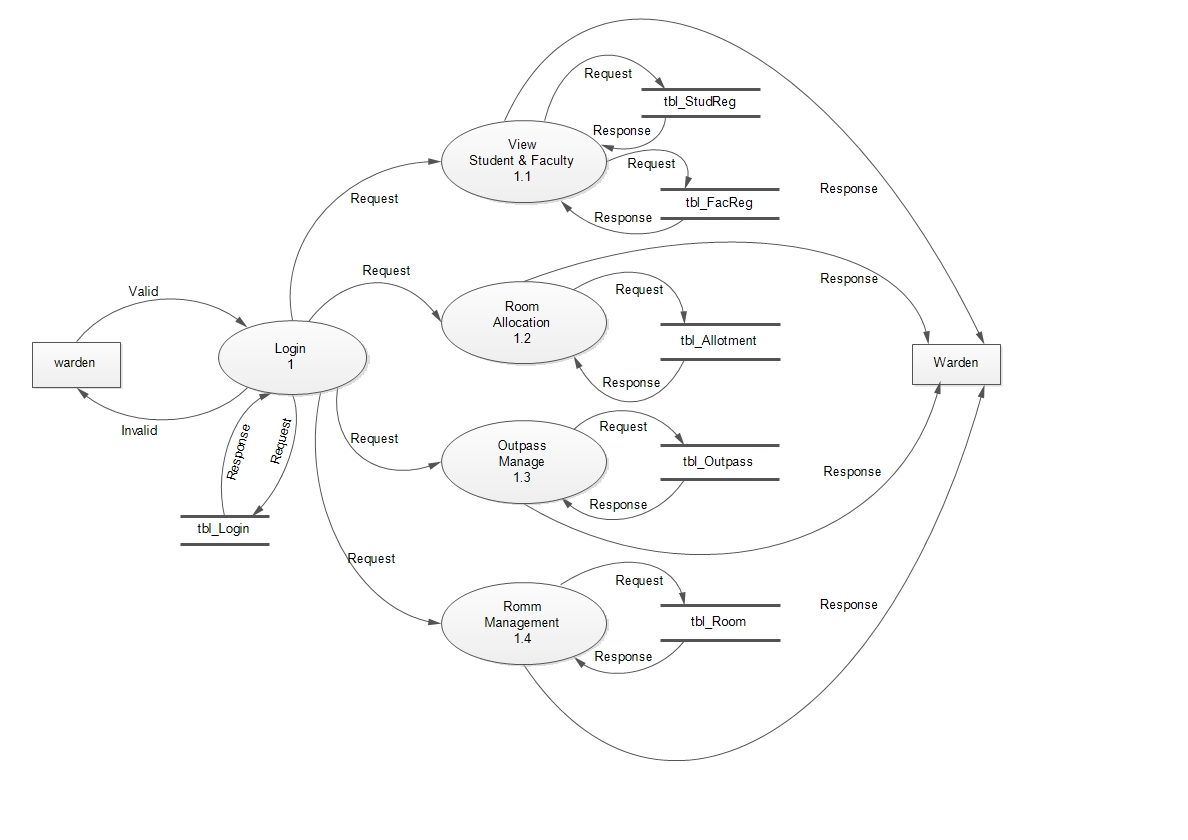 Request
tbl_StudReg
Response
View
Student & Faculty
1.1
Request
Response
Request
tbl_FacReg
Response
Request
Response
Request
Room
Allocation
1.2
tbl_Allotment
Response
Valid
warden
Invalid
Login
1
Warden
Response
Request
tbl_Login
Request
Request
Outpass
Manage
1.3
tbl_Outpass
Response
Response
Request
Request
Romm
Management
1.4
tbl_Room
Response
Response